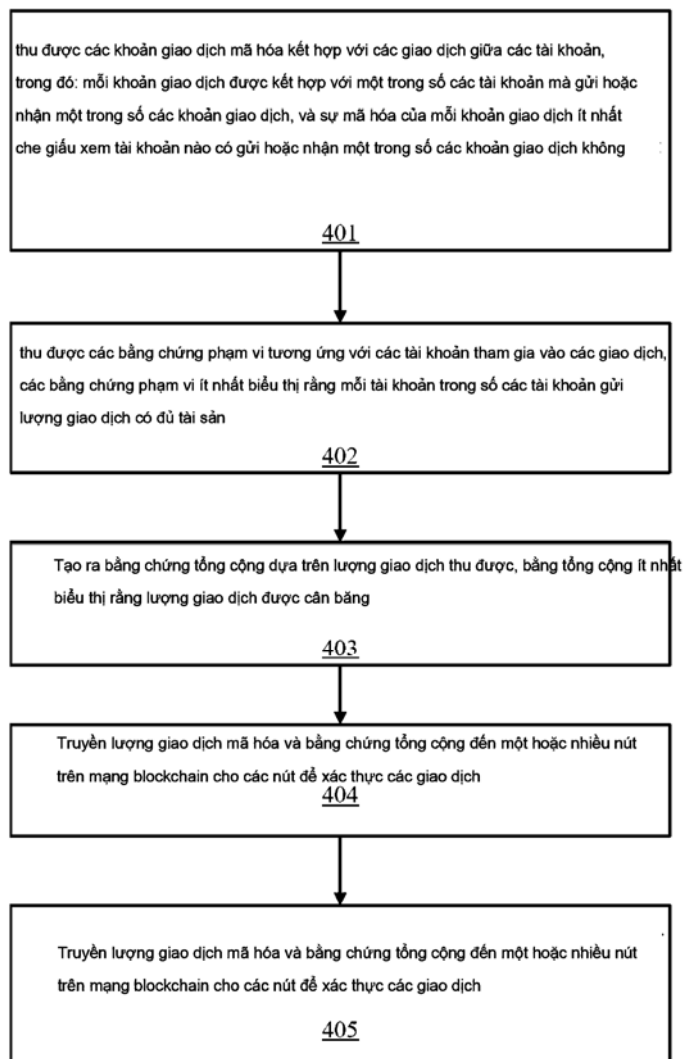 thu được các khoản giao dịch mã hóa kết hợp với các giao dịch giữa các tài khoản,
trong đó: mỗi khoản giao dịch được kết hợp với một trong số các tài khoản mà gửi hoặc
nhận một trong số các khoản giao dịch, và sự mã hóa của mỗi khoản giao dịch ít nhất
che giấu xem tài khoản nào có gửi hoặc nhận một trong số các khoản giao dịch không
401
thu được các bằng chứng phạm vi tương ứng với các tài khoản tham gia vào các giao dịch,
các bằng chứng phạm vi ít nhất biểu thị rằng mỗi tài khoản trong số các tài khoản gửi
lượng giao dịch có đủ tài sản
402
Tạo ra bằng chứng tổng cộng dựa trên lượng giao dịch thu được, bằng tổng cộng ít nhất
biểu thị rằng lượng giao dịch được cân băng
403
Truyền lượng giao dịch mã hóa và bằng chứng tổng cộng đến một hoặc nhiều nút
trên mạng blockchain cho các nút để xác thực các giao dịch
404
Truyền lượng giao dịch mã hóa và bằng chứng tổng cộng đến một hoặc nhiều nút
trên mạng blockchain cho các nút để xác thực các giao dịch
405